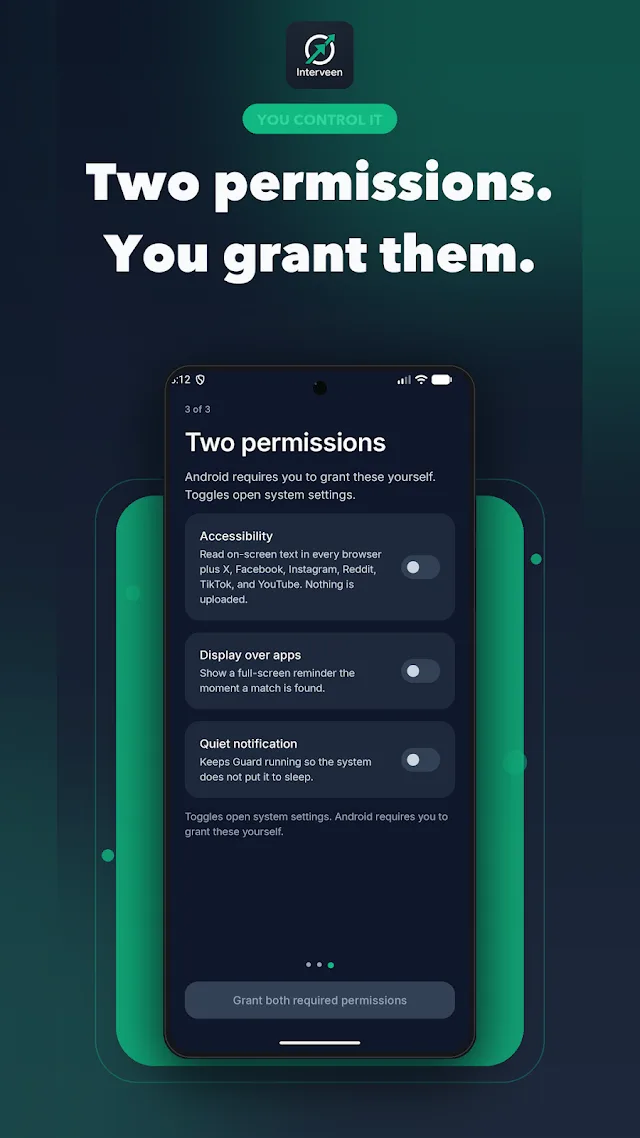 Interveen
YOU CONTROL IT
Two permissions.
You grant them.
:12
3 of 3
Two permissions
Android requires you to grant these yourself.
Toggles open system settings.
Accessibility
Read on-screen text in every browser
plus X, Facebook, Instagram, Reddit,
TikTok, and YouTube. Nothing is
uploaded.
Display over apps
Show a full-screen reminder the
moment a match is found.
Quiet notification
Keeps Guard running so the system
does not put it to sleep.
Toggles open system settings. Android requires you to
grant these yourself.
Grant both required permissions